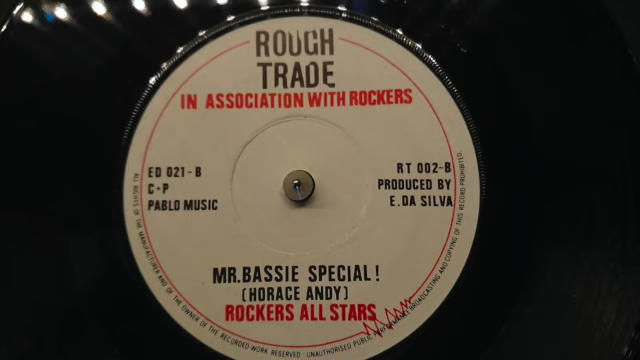 ROUGH
TRADE
IN ASSOCIATION WITH ROCKERS
ED 021-B
C+P
PABLO MUSIC
RT 002-B
PRODUCED BY
E.DA SILVA
MR.BASSIE SPECIAL!
(HORACE ANDY)
ROCKERS ALL STARS
ALL RIGHTS OF THE MANUFACTURER AND OF THE OWNER OF THE RECORDED WORK RESERVED · UNAUTHORISED PUBLIC PERFORMANCE BROADCASTING AND COPYING OF THIS RECORD PROHIBITED.